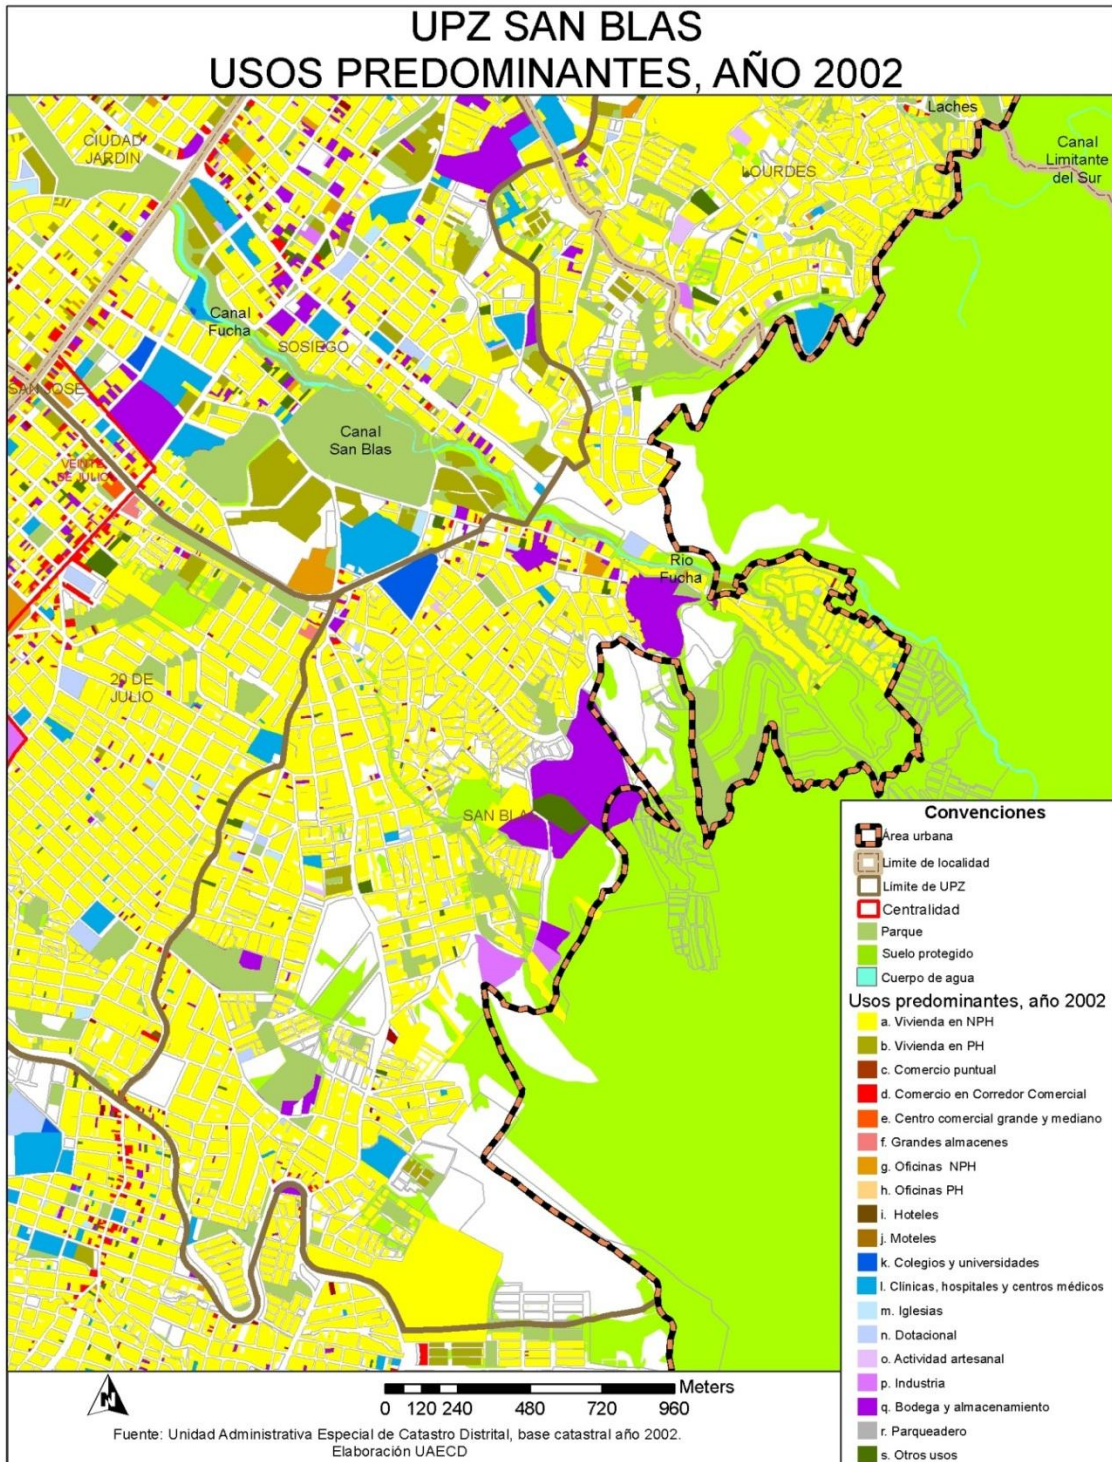 UPZ SAN BLAS
USOS PREDOMINANTES, AÑO 2002
Laches
CIUDAD
JARDIN
Canal
Limitante
del Sur
LOURDES
Canal
Fucha
SOSIEGO
SAN JOSE
Canal
San Blas
VEINTE
DE JULIO
Río
Fucha
20 DE
JULIO
SAN BLA
Convenciones
Área urbana
Limite de localidad
Límite de UPZ
Centralidad
Parque
Suelo protegido
Cuerpo de agua
Usos predominantes, año 2002
a. Vivienda en NPH
b. Vivienda en PH
c. Comercio puntual
d. Comercio en Corredor Comercial
e. Centro comercial grande y mediano
f. Grandes almacenes
g. Oficinas NPH
h. Oficinas PH
i. Hoteles
j. Moteles
k. Colegios y universidades
l. Clínicas, hospitales y centros médicos
m. Iglesias
n. Dotacional
o. Actividad artesanal
p. Industria
q. Bodega y almacenamiento
r. Parqueadero
s. Otros usos
N
Meters
0 120 240 480 720 960
Fuente: Unidad Administrativa Especial de Catastro Distrital, base catastral año 2002.
Elaboración UAECD